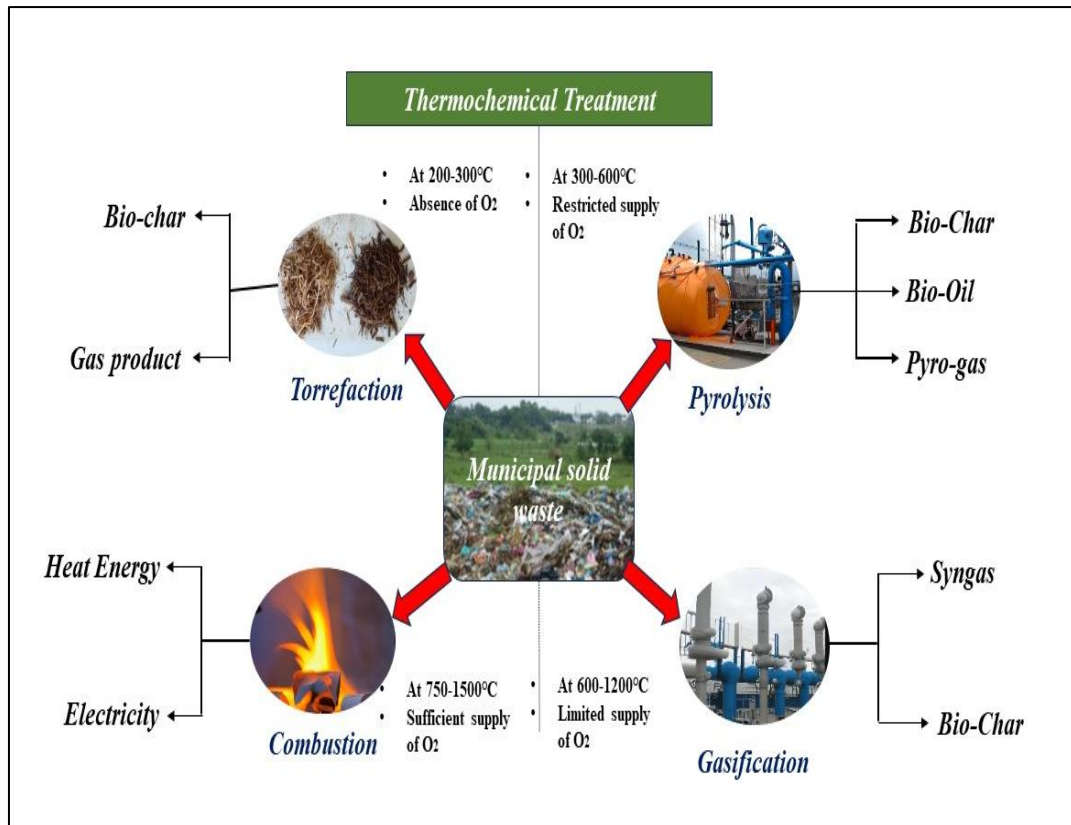 Thermochemical Treatment
• At 200-300°C
• Absence of O2
• At 300-600°C
• Restricted supply
of O2
Bio-char
Gas product
Torrefaction
Bio-Char
Bio-Oil
Pyro-gas
Pyrolysis
Municipal solid
waste
Heat Energy
Electricity
Combustion
• At 750-1500°C
• Sufficient supply
of O2
• At 600-1200°C
• Limited supply
of O2
Syngas
Bio-Char
Gasification